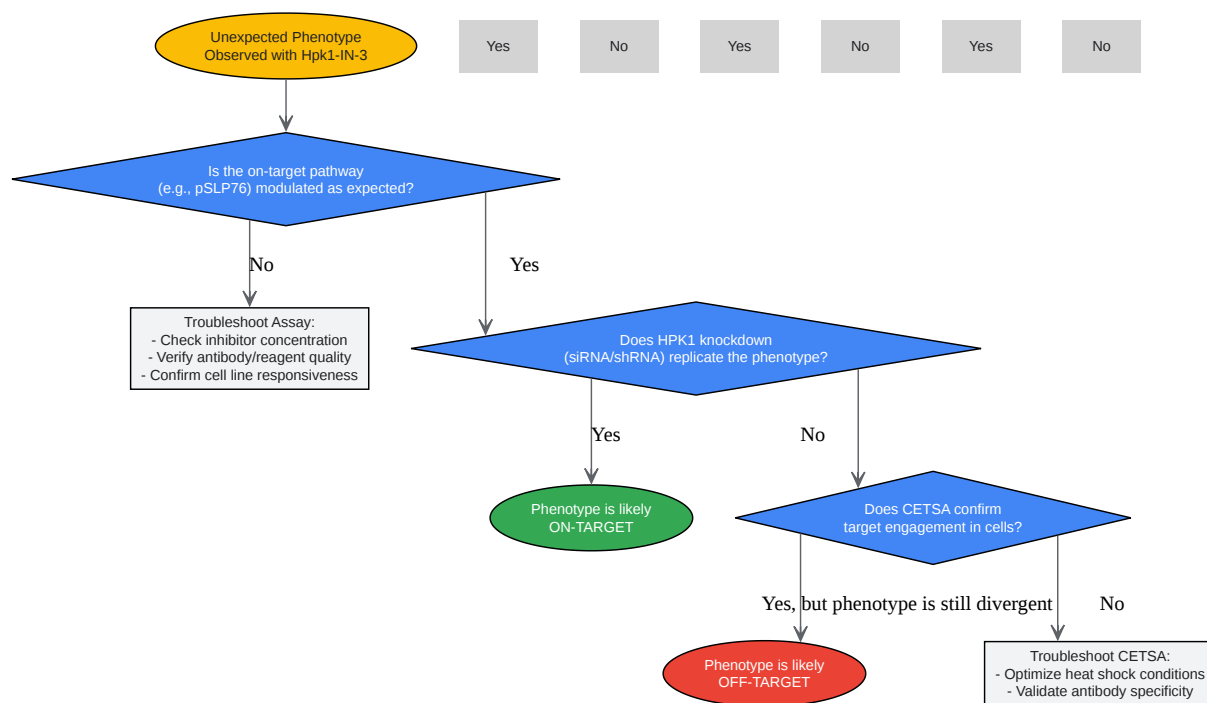 Unexpected Phenotype
Observed with Hpk1-IN-3
Yes
No
Yes
No
Yes
No
Is the on-target pathway
(e.g., pSLP76) modulated as expected?
No
Yes
Troubleshoot Assay:
- Check inhibitor concentration
- Verify antibody/reagent quality
- Confirm cell line responsiveness
Does HPK1 knockdown
(siRNA/shRNA) replicate the phenotype?
Yes
No
Phenotype is likely
ON-TARGET
Does CETSA confirm
target engagement in cells?
Yes, but phenotype is still divergent
No
Phenotype is likely
OFF-TARGET
Troubleshoot CETSA:
- Optimize heat shock conditions
- Validate antibody specificity